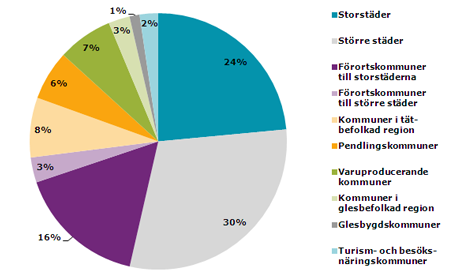 1%
2%
3%
7%
6%
8%
3%
16%
24%
30%
Storstäder
Större städer
Förortskommuner
till storstäderna
Förortskommuner
till större städer
Kommuner i tät-
befolkad region
Pendlingskommuner
Varuproducerande
kommuner
Kommuner i
glesbefolkad region
Glesbygdskommuner
Turism- och besöks-
näringskommuner